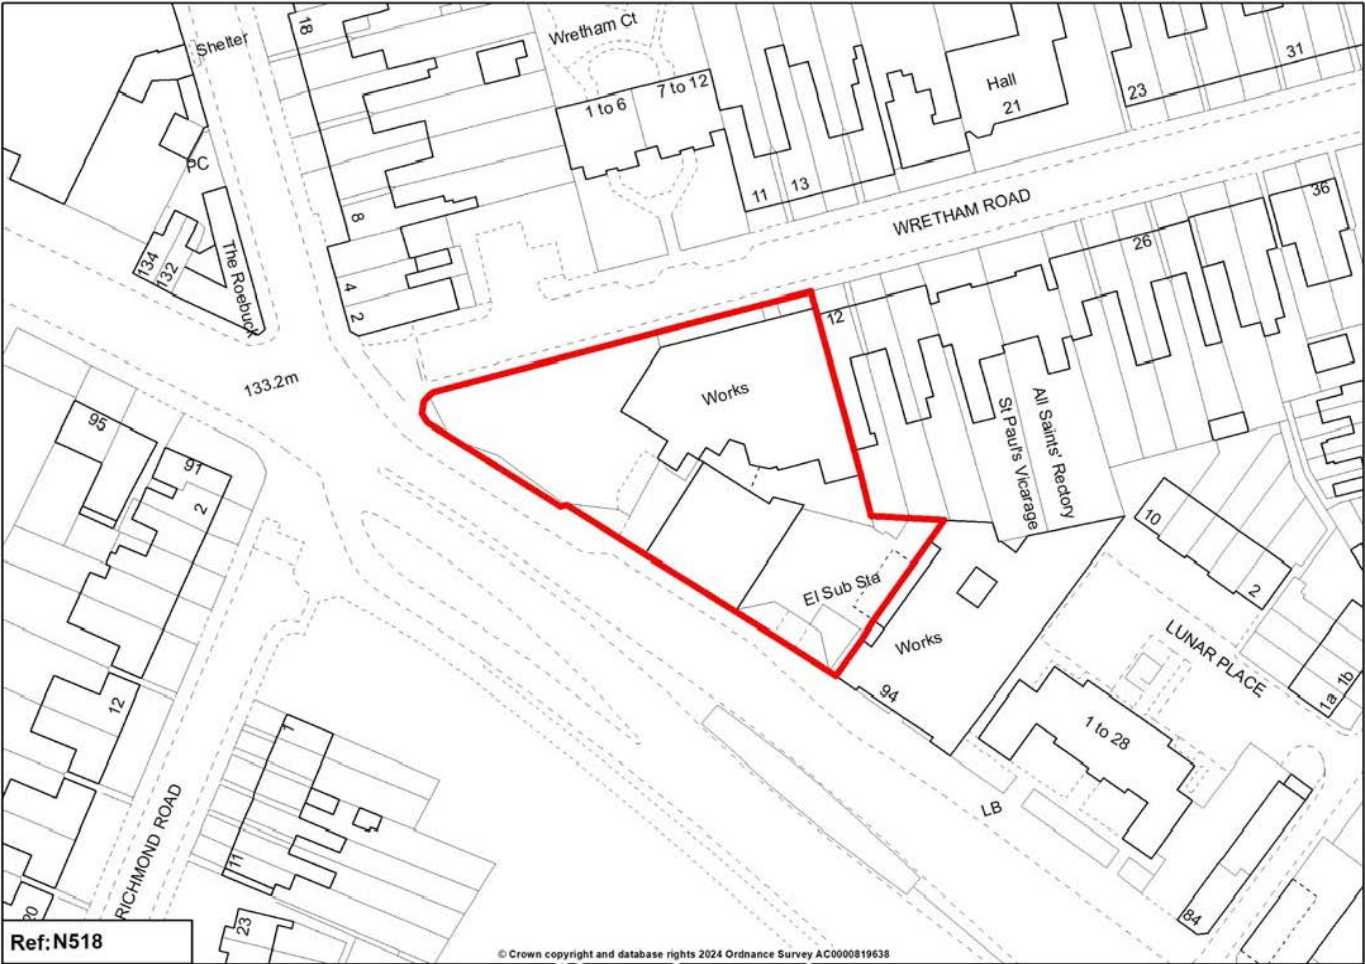 18
Shelter
Wretham Ct
31
Hall
21
23
1 to 6
7 to 12
PC
11
13
36
WRETHAM ROAD
8
26
134
132
The Roebuck
4
2
12
133.2m
Works
95
91
2
St Paul's Vicarage
All Saints' Rectory
10
2
El Sub Sta
Works
LUNAR PLACE
94
1a
1b
12
1
1 to 28
LB
RICHMOND ROAD
11
20
23
84
Ref:N518
© Crown copyright and database rights 2024 Ordnance Survey AC0000819638